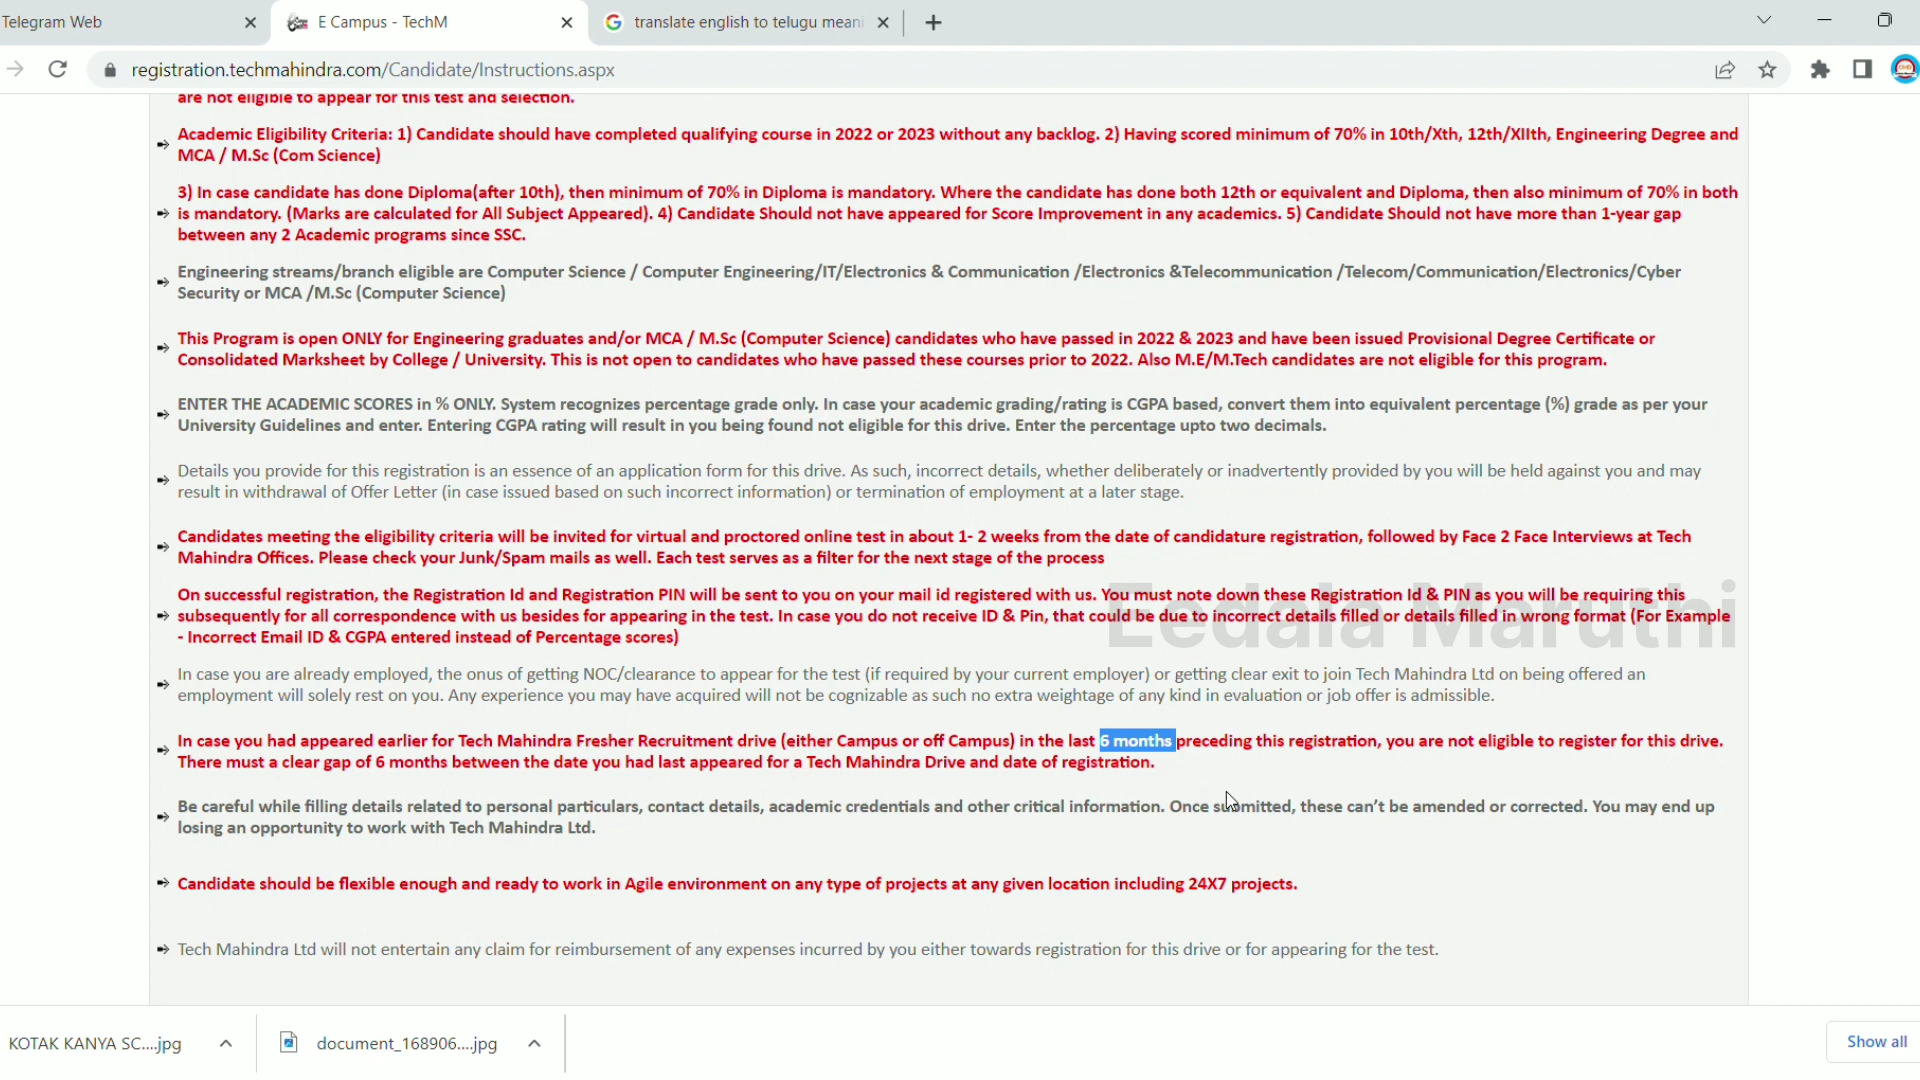 Telegram Web
E Campus - TechM
translate english to telugu meani
registration.techmahindra.com/Candidate/Instructions.aspx
are not eligible to appear for this test and selection.
Academic Eligibility Criteria: 1) Candidate should have completed qualifying course in 2022 or 2023 without any backlog. 2) Having scored minimum of 70% in 10th/Xth, 12th/XIIth, Engineering Degree and
MCA / M.Sc (Com Science)
3) In case candidate has done Diploma(after 10th), then minimum of 70% in Diploma is mandatory. Where the candidate has done both 12th or equivalent and Diploma, then also minimum of 70% in both
is mandatory. (Marks are calculated for All Subject Appeared). 4) Candidate Should not have appeared for Score Improvement in any academics. 5) Candidate Should not have more than 1-year gap
between any 2 Academic programs since SSC.
Engineering streams/branch eligible are Computer Science / Computer Engineering/IT/Electronics & Communication /Electronics &Telecommunication /Telecom/Communication/Electronics/Cyber
Security or MCA /M.Sc (Computer Science)
This Program is open ONLY for Engineering graduates and/or MCA / M.Sc (Computer Science) candidates who have passed in 2022 & 2023 and have been issued Provisional Degree Certificate or
Consolidated Marksheet by College / University. This is not open to candidates who have passed these courses prior to 2022. Also M.E/M.Tech candidates are not eligible for this program.
ENTER THE ACADEMIC SCORES in % ONLY. System recognizes percentage grade only. In case your academic grading/rating is CGPA based, convert them into equivalent percentage (%) grade as per your
University Guidelines and enter. Entering CGPA rating will result in you being found not eligible for this drive. Enter the percentage upto two decimals.
Details you provide for this registration is an essence of an application form for this drive. As such, incorrect details, whether deliberately or inadvertently provided by you will be held against you and may
result in withdrawal of Offer Letter (in case issued based on such incorrect information) or termination of employment at a later stage.
Candidates meeting the eligibility criteria will be invited for virtual and proctored online test in about 1- 2 weeks from the date of candidature registration, followed by Face 2 Face Interviews at Tech
Mahindra Offices. Please check your Junk/Spam mails as well. Each test serves as a filter for the next stage of the process
On successful registration, the Registration Id and Registration PIN will be sent to you on your mail id registered with us. You must note down these Registration Id & PIN as you will be requiring this
subsequently for all correspondence with us besides for appearing in the test. In case you do not receive ID & Pin, that could be due to incorrect details filled or details filled in wrong format (For Example
- Incorrect Email ID & CGPA entered instead of Percentage scores)
Eedala Maruthi
In case you are already employed, the onus of getting NOC/clearance to appear for the test (if required by your current employer) or getting clear exit to join Tech Mahindra Ltd on being offered an
employment will solely rest on you. Any experience you may have acquired will not be cognizable as such no extra weightage of any kind in evaluation or job offer is admissible.
In case you had appeared earlier for Tech Mahindra Fresher Recruitment drive (either Campus or off Campus) in the last 6 months preceding this registration, you are not eligible to register for this drive.
There must a clear gap of 6 months between the date you had last appeared for a Tech Mahindra Drive and date of registration.
Be careful while filling details related to personal particulars, contact details, academic credentials and other critical information. Once submitted, these can't be amended or corrected. You may end up
losing an opportunity to work with Tech Mahindra Ltd.
Candidate should be flexible enough and ready to work in Agile environment on any type of projects at any given location including 24X7 projects.
Tech Mahindra Ltd will not entertain any claim for reimbursement of any expenses incurred by you either towards registration for this drive or for appearing for the test.
KOTAK KANYA SC....jpg
document_168906....jpg
Show all